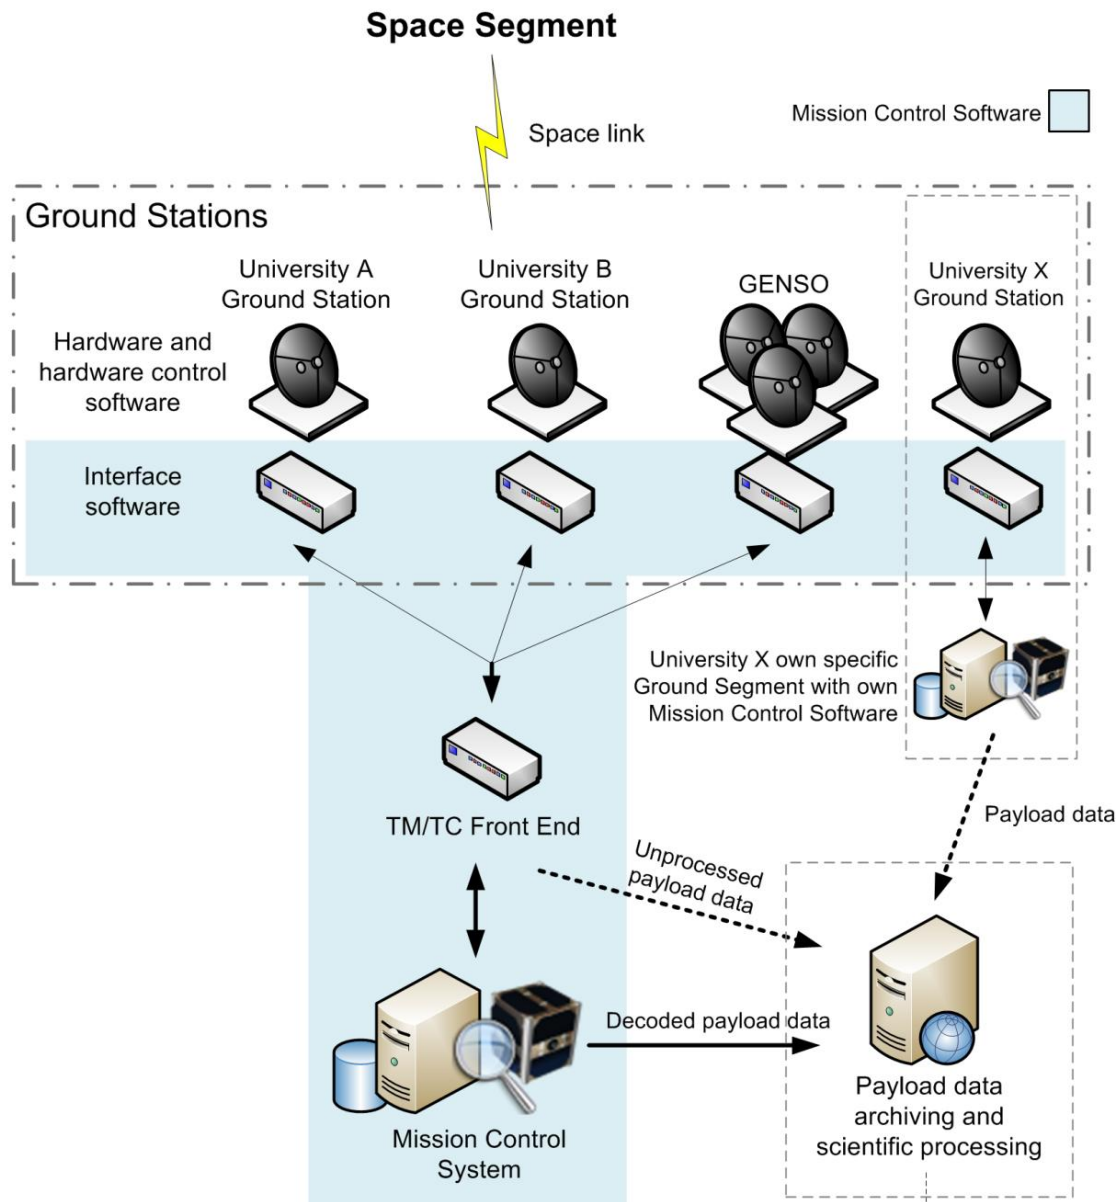 Space Segment
Mission Control Software
Space link
Ground Stations
University A
Ground Station
University B
Ground Station
GENSO
University X
Ground Station
Hardware and
hardware control
software
Interface
software
University X own specific
Ground Segment with own
Mission Control Software
TM/TC Front End
Unprocessed
payload data
Payload data
Decoded payload data
Mission Control
System
Payload data
archiving and
scientific processing